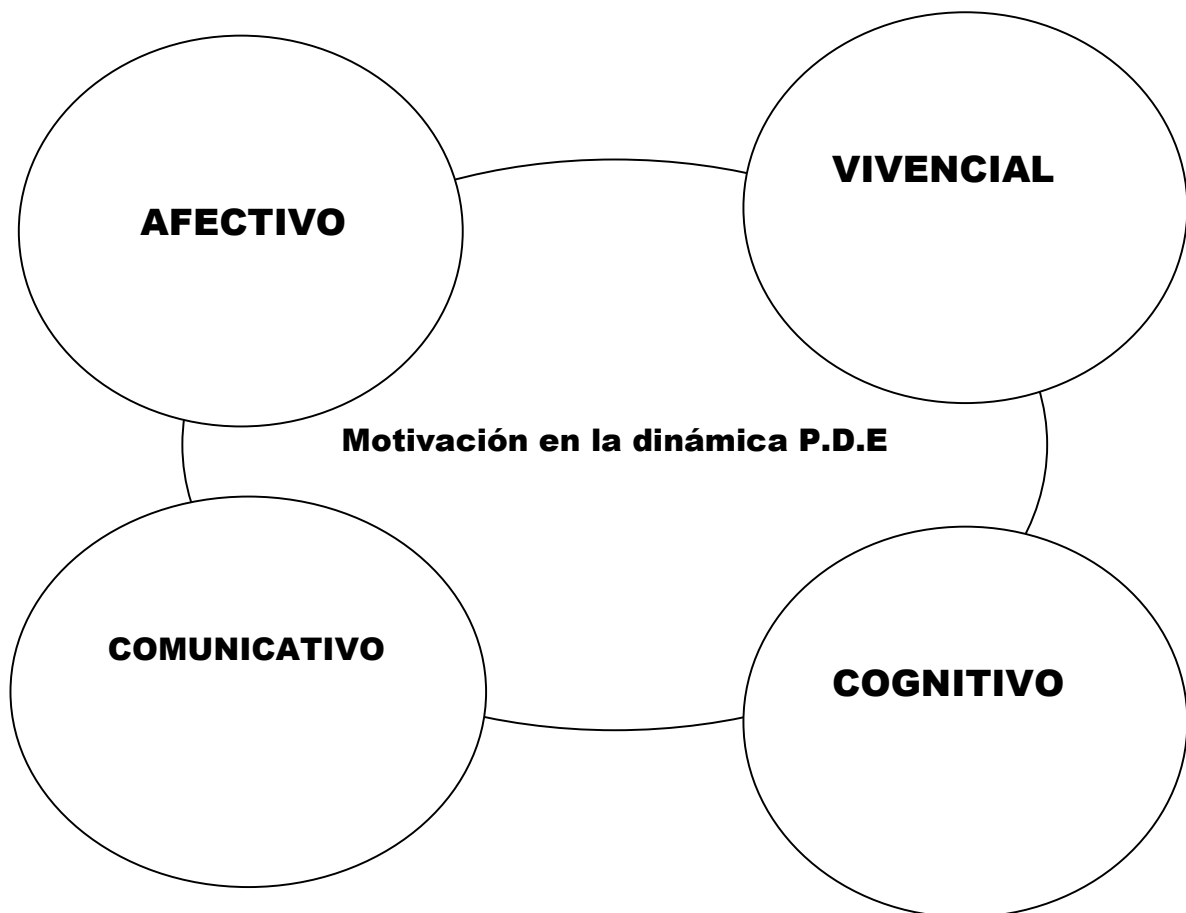 AFECTIVO
VIVENCIAL
Motivación en la dinámica P.D.E
COMUNICATIVO
COGNITIVO